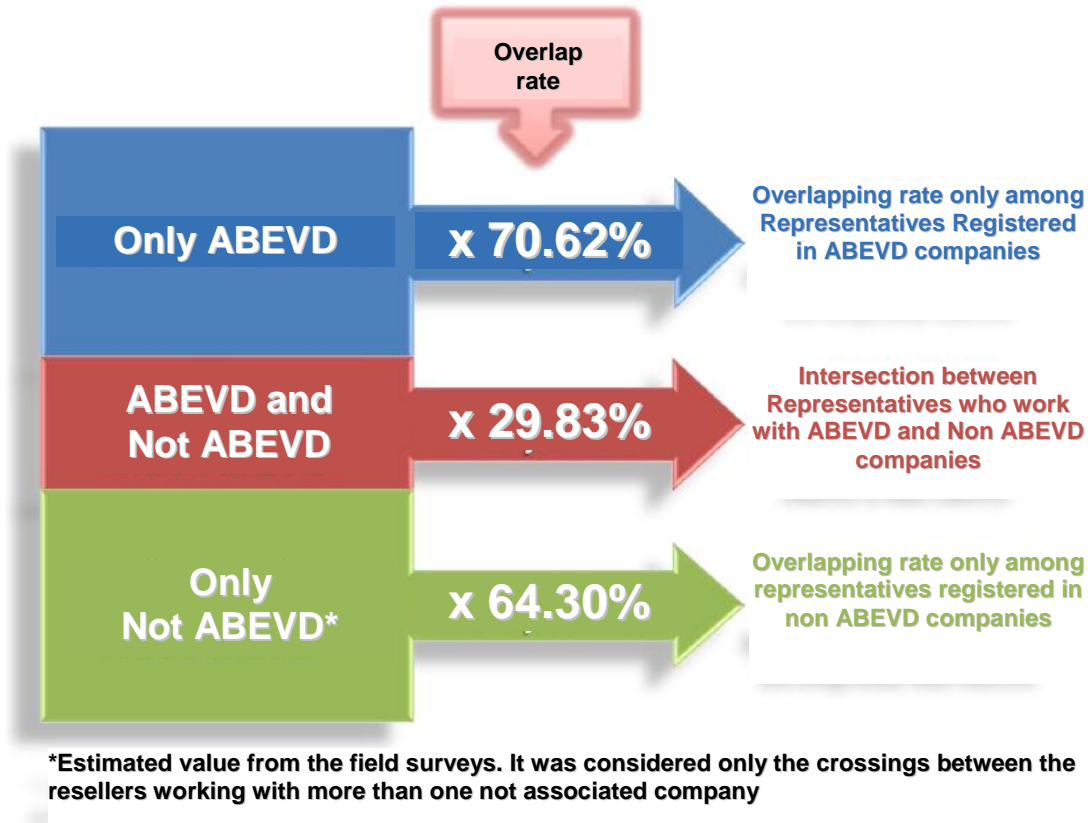 Overlap
rate
Only ABEVD
x 70.62%
Overlapping rate only among
Representatives Registered
in ABEVD companies
ABEVD and
Not ABEVD
x 29.83%
Intersection between
Representatives who work
with ABEVD and Non ABEVD
companies
Only
Not ABEVD*
x 64.30%
Overlapping rate only among
representatives registered in
non ABEVD companies
*Estimated value from the field surveys. It was considered only the crossings between the
resellers working with more than one not associated company